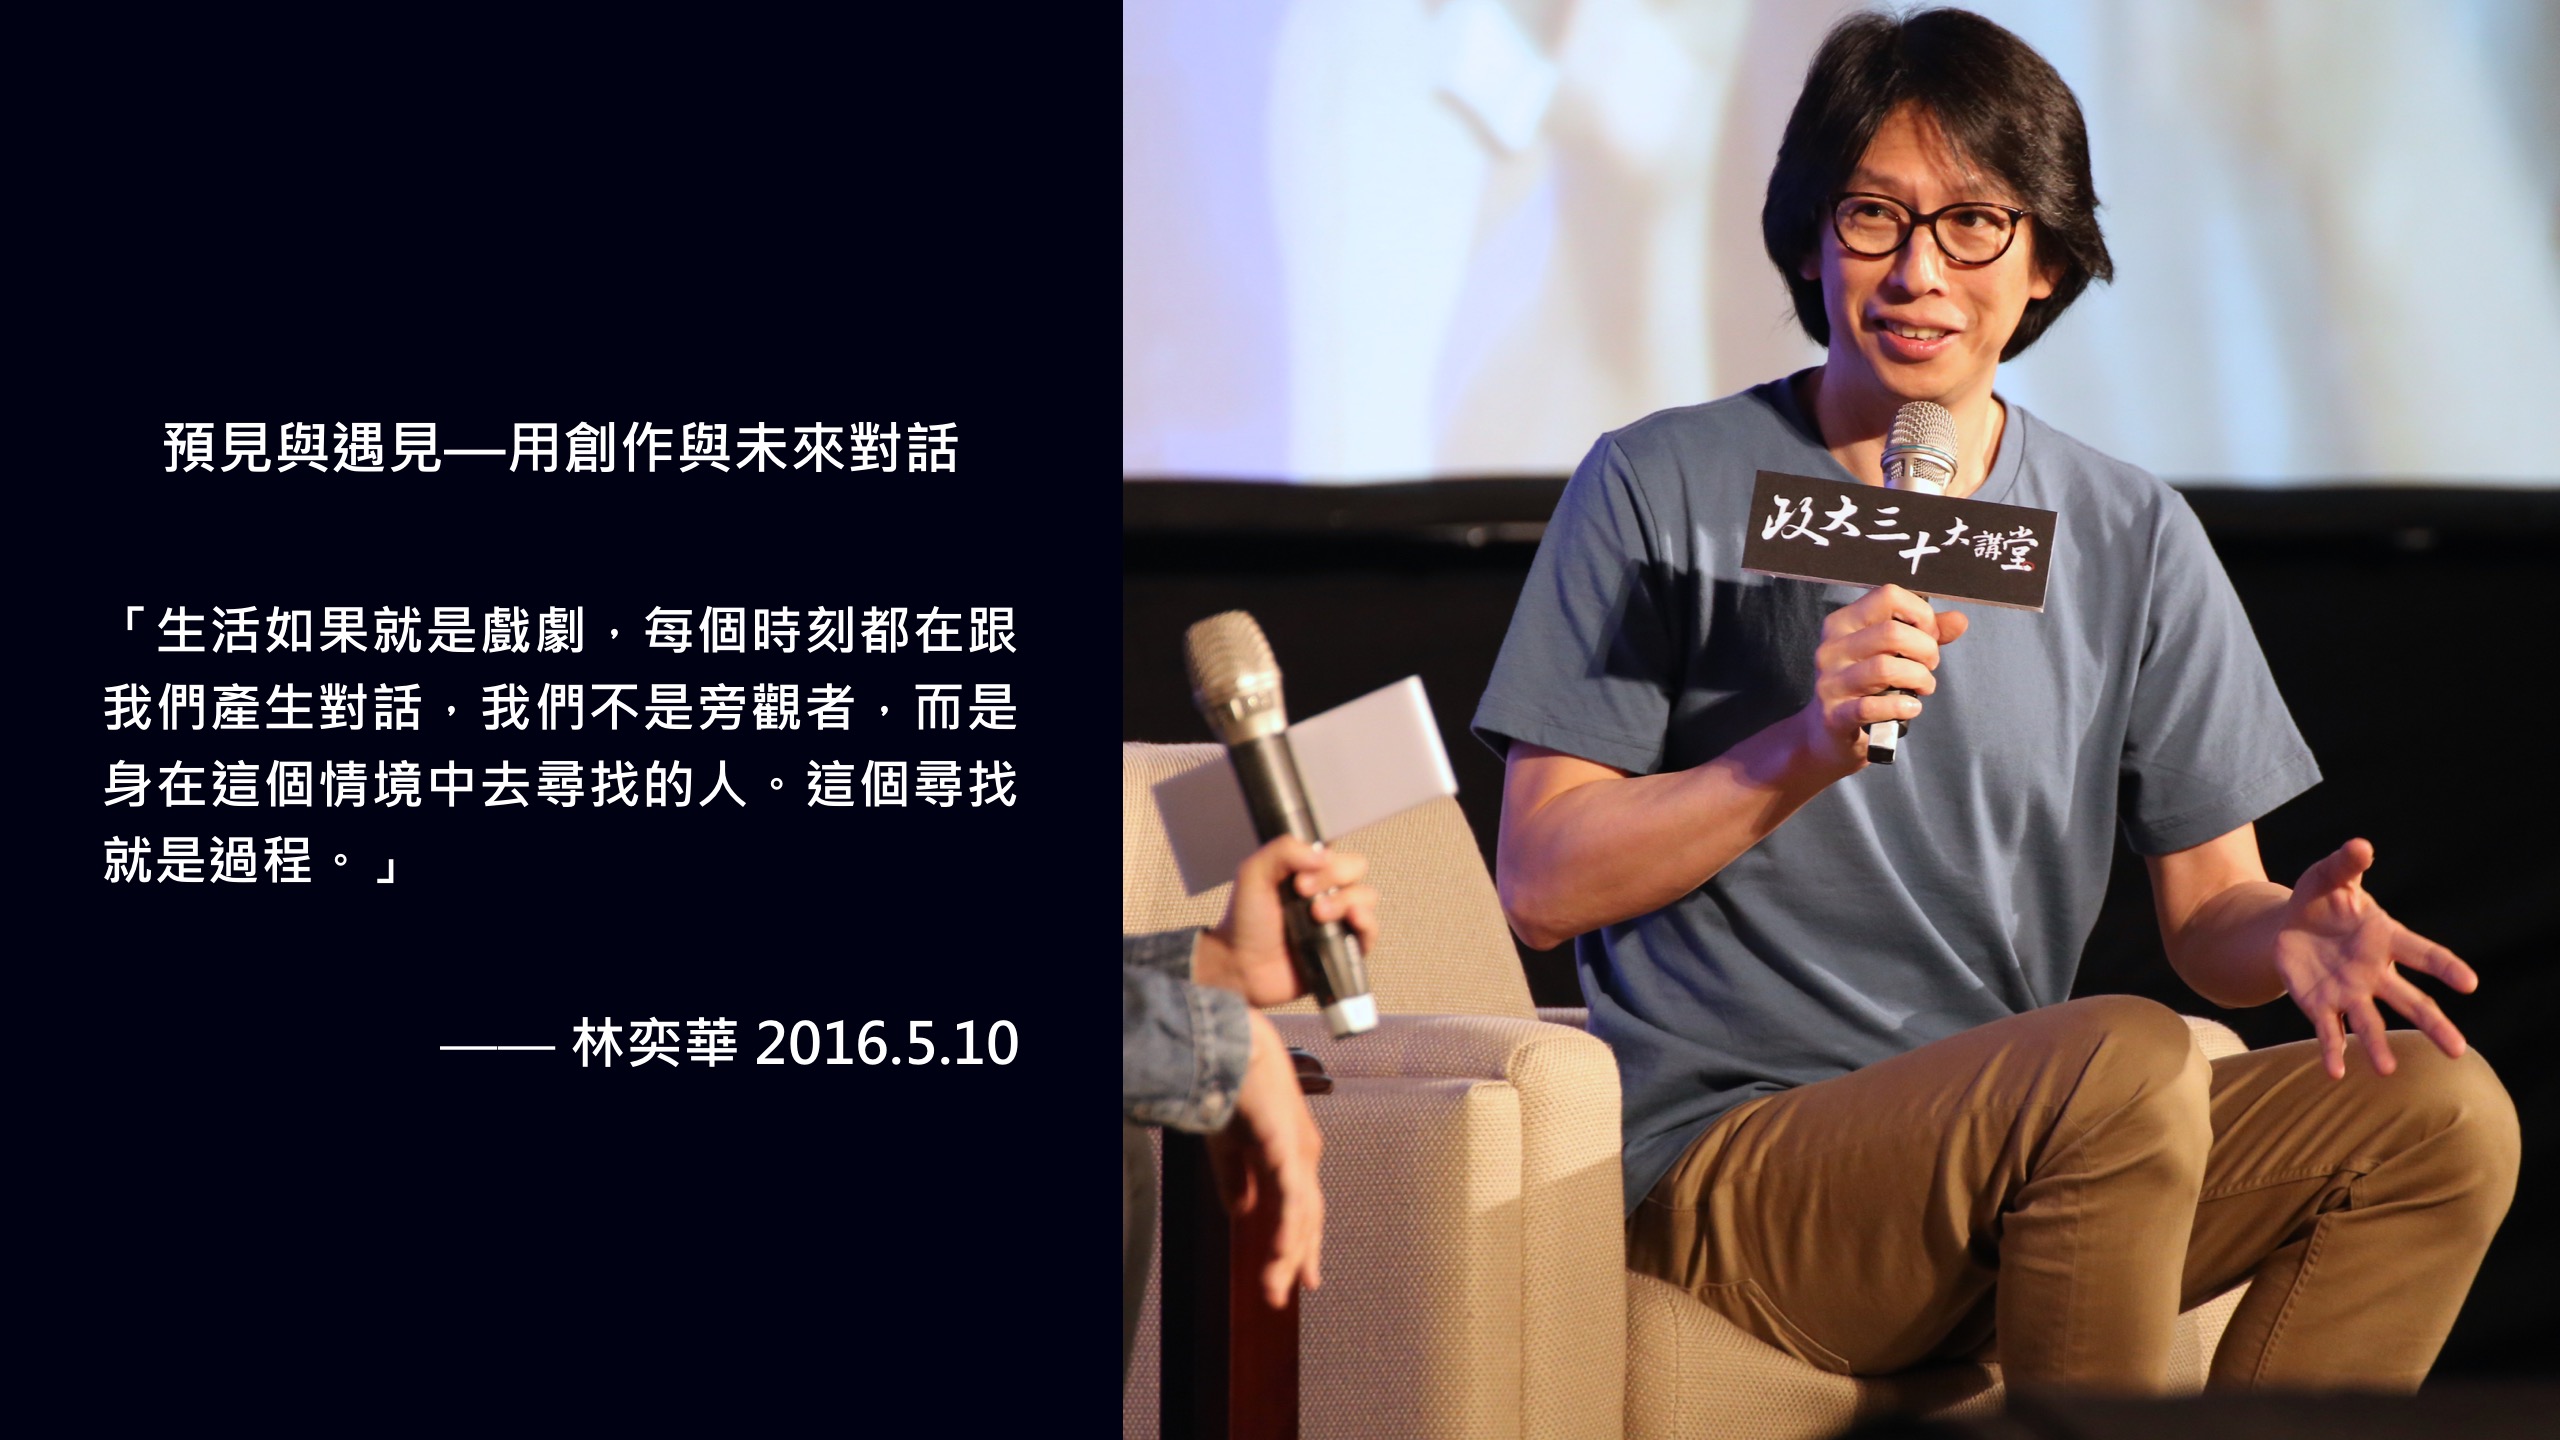 預見與遇見—用創作與未來對話
「生活如果就是戲劇，每個時刻都在跟
我們產生對話，我們不是旁觀者，而是
身在這個情境中去尋找的人。這個尋找
就是過程。」
—— 林奕華 2016.5.10
政大三十大講堂